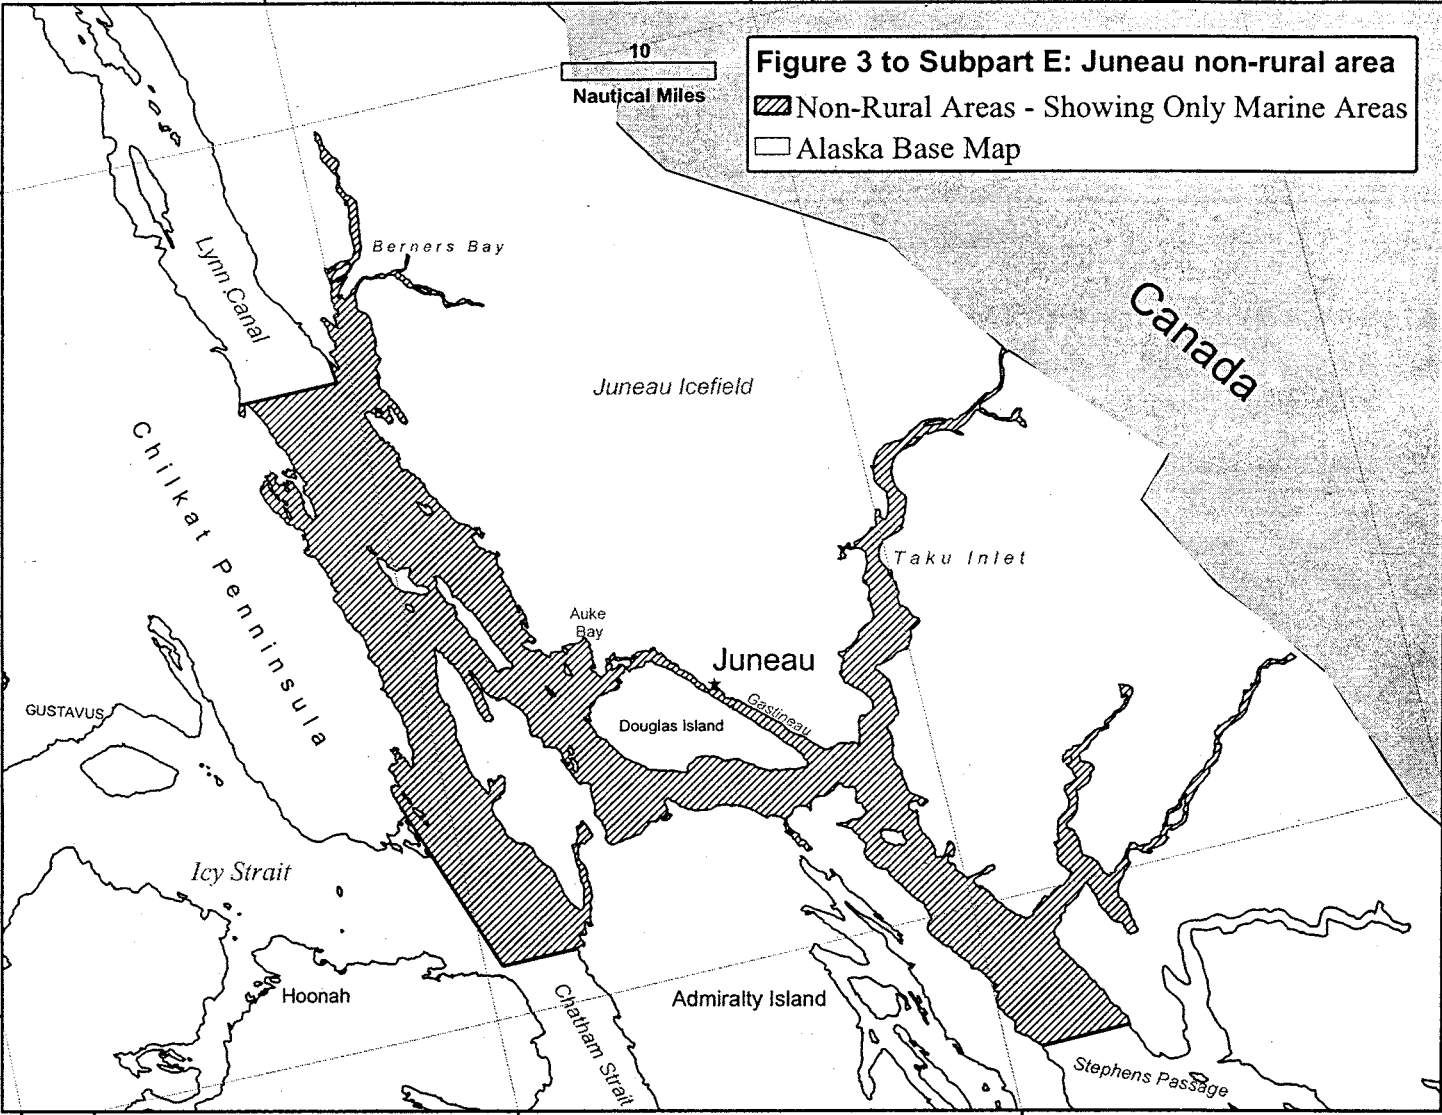 10
Nautical Miles
Figure 3 to Subpart E: Juneau non-rural area
Non-Rural Areas - Showing Only Marine Areas
Alaska Base Map
Berners Bay
Lynn Canal
Canada
Juneau Icefield
Chilkat Penninsula
Taku Inlet
Auke
Bay
Juneau
Gastineau
GUSTAVUS
Douglas Island
Icy Strait
Hoonah
Admiralty Island
Chatham Strait
Stephens Passage